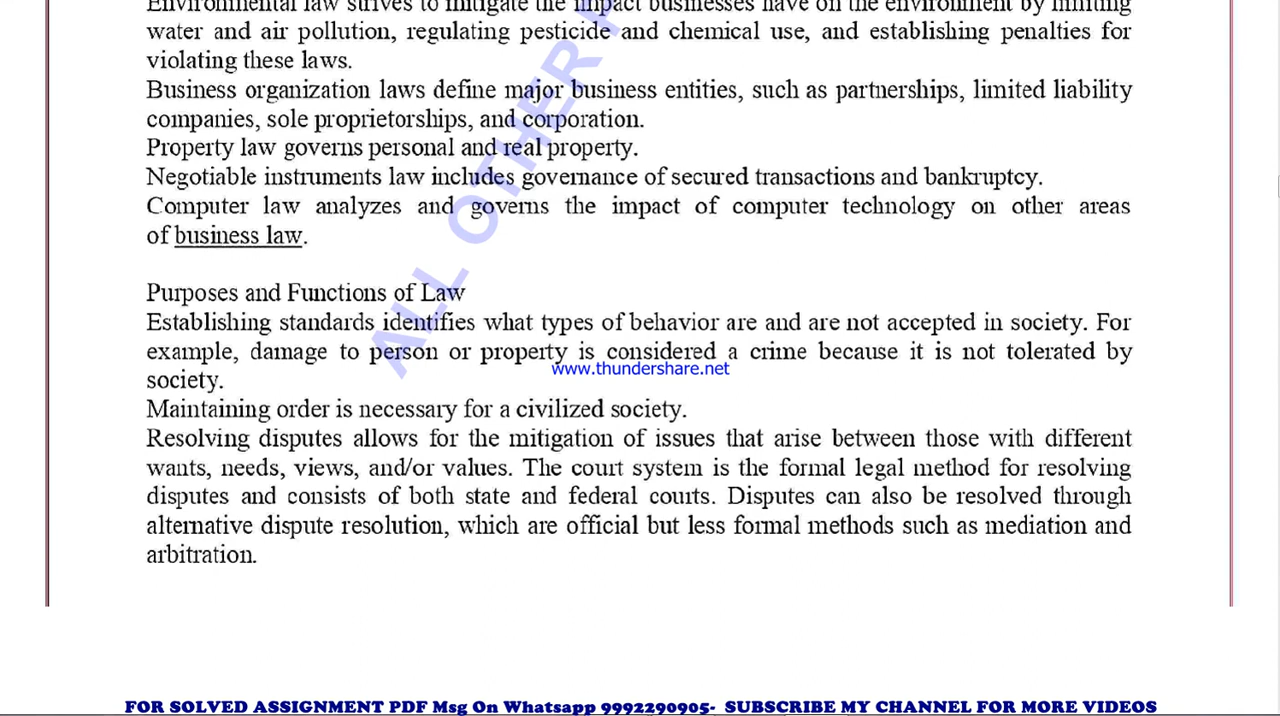 Environmental law strives to mitigate the impact businesses have on the environment by limiting
water and air pollution, regulating pesticide and chemical use, and establishing penalties for
violating these laws.
Business organization laws define major business entities, such as partnerships, limited liability
companies, sole proprietorships, and corporation.
Property law governs personal and real property.
Negotiable instruments law includes governance of secured transactions and bankruptcy.
Computer law analyzes and governs the impact of computer technology on other areas
of business law.
Purposes and Functions of Law
Establishing standards identifies what types of behavior are and are not accepted in society. For
example, damage to person or property is considered a crime because it is not tolerated by
www.thundershare.net
society.
Maintaining order is necessary for a civilized society.
Resolving disputes allows for the mitigation of issues that arise between those with different
wants, needs, views, and/or values. The court system is the formal legal method for resolving
disputes and consists of both state and federal courts. Disputes can also be resolved through
alternative dispute resolution, which are official but less formal methods such as mediation and
arbitration.
ALL OTHER
FOR SOLVED ASSIGNMENT PDF Msg On Whatsapp 9992290905- SUBSCRIBE MY CHANNEL FOR MORE VIDEOS